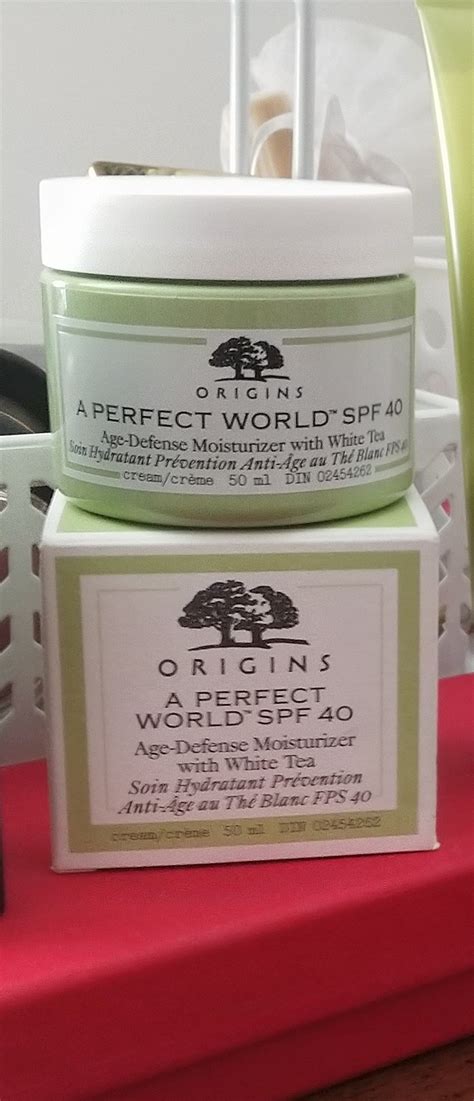 ORIGINS
A PERFECT WORLD™ SPF 40
Age-Defense Moisturizer with White Tea
Soin Hydratant Prévention Anti-Âge au Thé Blanc FPS 40
cream/crème 50 ml DIN 02454262
ORIGINS
A PERFECT
WORLD™ SPF 40
Age-Defense Moisturizer
with White Tea
Soin Hydratant Prévention
Anti-Âge au Thé Blanc FPS 40
cream/crème 50 ml DIN 02454262